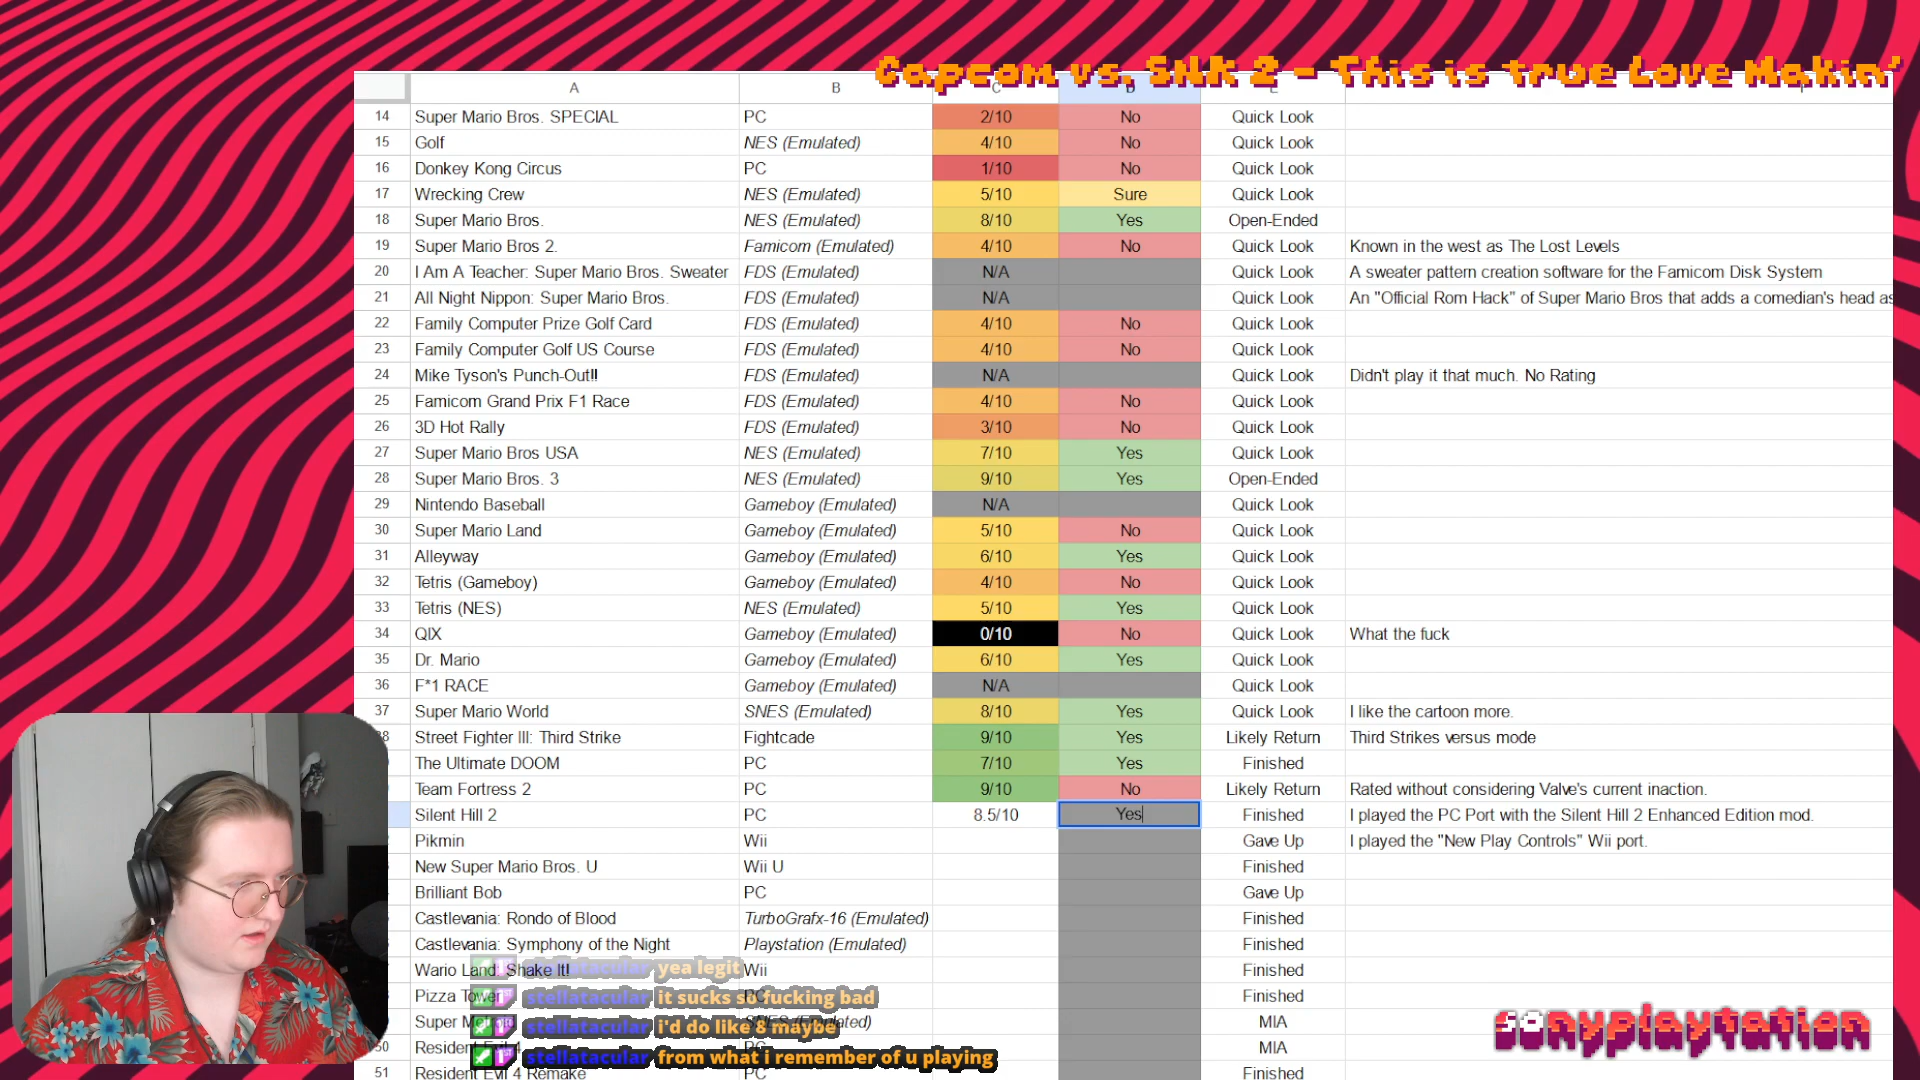 Capcom vs. SNK 2 - This is true Love Makin'
A B C D E F
14 Super Mario Bros. SPECIAL PC 2/10 No Quick Look
15 Golf NES (Emulated) 4/10 No Quick Look
16 Donkey Kong Circus PC 1/10 No Quick Look
17 Wrecking Crew NES (Emulated) 5/10 Sure Quick Look
18 Super Mario Bros. NES (Emulated) 8/10 Yes Open-Ended
19 Super Mario Bros 2. Famicom (Emulated) 4/10 No Quick Look Known in the west as The Lost Levels
20 I Am A Teacher: Super Mario Bros. Sweater FDS (Emulated) N/A Quick Look A sweater pattern creation software for the Famicom Disk System
21 All Night Nippon: Super Mario Bros. FDS (Emulated) N/A Quick Look An "Official Rom Hack" of Super Mario Bros that adds a comedian's head as
22 Family Computer Prize Golf Card FDS (Emulated) 4/10 No Quick Look
23 Family Computer Golf US Course FDS (Emulated) 4/10 No Quick Look
24 Mike Tyson's Punch-Out!! FDS (Emulated) N/A Quick Look Didn't play it that much. No Rating
25 Famicom Grand Prix F1 Race FDS (Emulated) 4/10 No Quick Look
26 3D Hot Rally FDS (Emulated) 3/10 No Quick Look
27 Super Mario Bros USA NES (Emulated) 7/10 Yes Quick Look
28 Super Mario Bros. 3 NES (Emulated) 9/10 Yes Open-Ended
29 Nintendo Baseball Gameboy (Emulated) N/A Quick Look
30 Super Mario Land Gameboy (Emulated) 5/10 No Quick Look
31 Alleyway Gameboy (Emulated) 6/10 Yes Quick Look
32 Tetris (Gameboy) Gameboy (Emulated) 4/10 No Quick Look
33 Tetris (NES) NES (Emulated) 5/10 Yes Quick Look
34 QIX Gameboy (Emulated) 0/10 No Quick Look What the fuck
35 Dr. Mario Gameboy (Emulated) 6/10 Yes Quick Look
36 F*1 RACE Gameboy (Emulated) N/A Quick Look
37 Super Mario World SNES (Emulated) 8/10 Yes Quick Look I like the cartoon more.
Street Fighter III: Third Strike Fightcade 9/10 Yes Likely Return Third Strikes versus mode
The Ultimate DOOM PC 7/10 Yes Finished
Team Fortress 2 PC 9/10 No Likely Return Rated without considering Valve's current inaction.
Silent Hill 2 PC 8.5/10 Yes Finished I played the PC Port with the Silent Hill 2 Enhanced Edition mod.
Pikmin Wii Gave Up I played the "New Play Controls" Wii port.
New Super Mario Bros. U Wii U Finished
Brilliant Bob PC Gave Up
Castlevania: Rondo of Blood TurboGrafx-16 (Emulated) Finished
Castlevania: Symphony of the Night Playstation (Emulated) Finished
Wario Land: Shake It! Wii Finished
Pizza Tower PC Finished
Super SNES (Emulated) MIA
50 Resident Evil 4 PC MIA
51 Resident Evil 4 Remake PC Finished
stellatacular yea legit
stellatacular it sucks so fucking bad
stellatacular i'd do like 8 maybe
stellatacular from what i remember of u playing
sonyplaytation